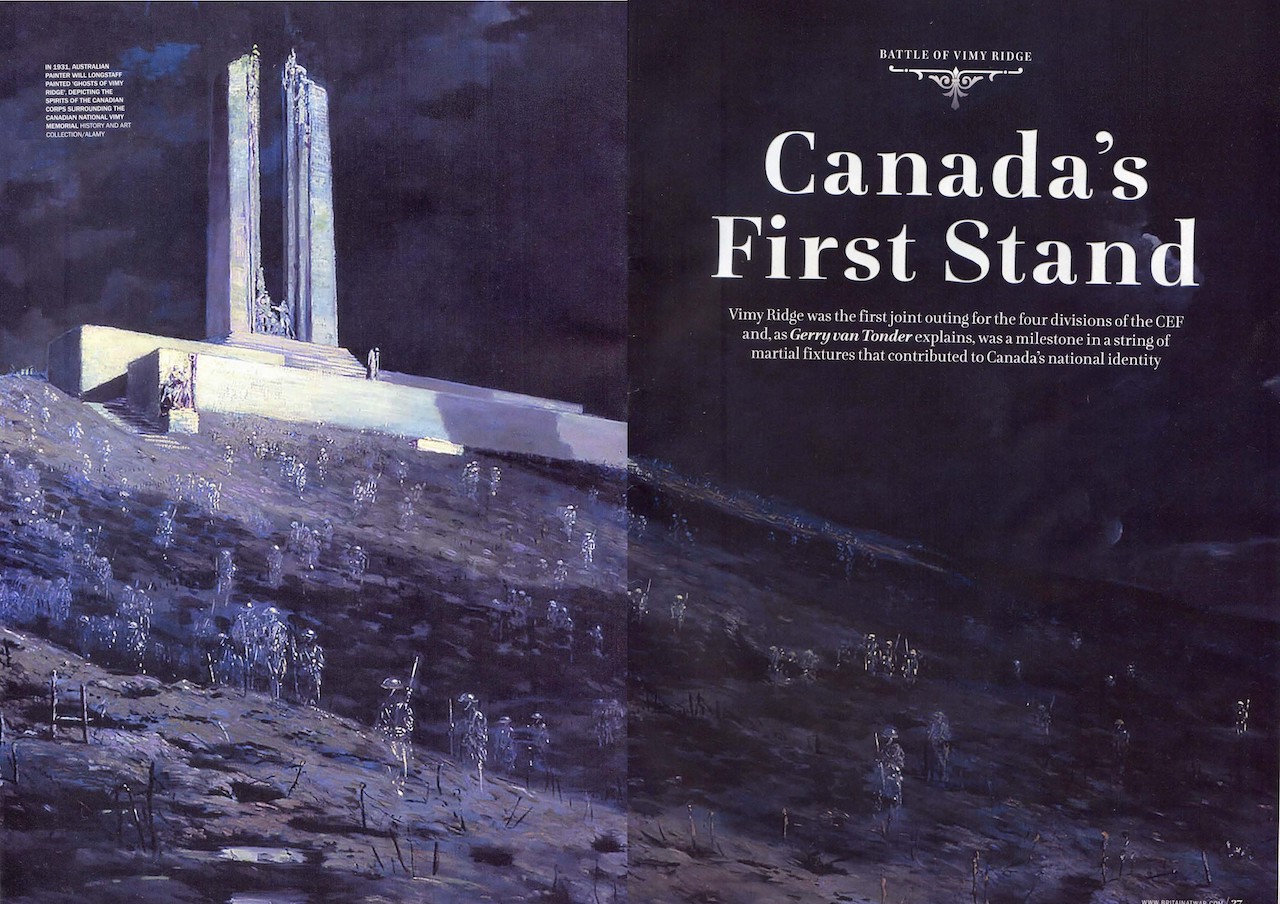 IN 1931, AUSTRALIAN
PAINTER WILL LONGSTAFF
PAINTED 'GHOSTS OF VIMY
RIDGE', DEPICTING THE
SPIRITS OF THE CANADIAN
CORPS SURROUNDING THE
CANADIAN NATIONAL VIMY
MEMORIAL HISTORY AND ART
COLLECTION/ALAMY
BATTLE OF VIMY RIDGE
Canada's
First Stand
Vimy Ridge was the first joint outing for the four divisions of the CEF
and, as Gerry van Tonder explains, was a milestone in a string of
martial fixtures that contributed to Canada's national identity
WWW.BRITAINATWAR.COM / 27